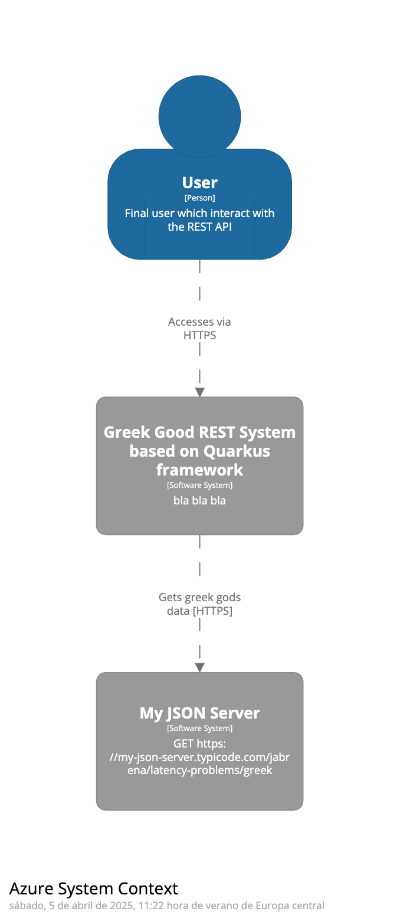 User
[Person]
Final user which interact with
the REST API
Accesses via
HTTPS
Greek Good REST System
based on Quarkus
framework
[Software System]
bla bla bla
Gets greek gods
data [HTTPS]
My JSON Server
[Software System]
GET https:
//my-json-server.typicode.com/jabr
ena/latency-problems/greek
Azure System Context
sábado, 5 de abril de 2025, 11:22 hora de verano de Europa central